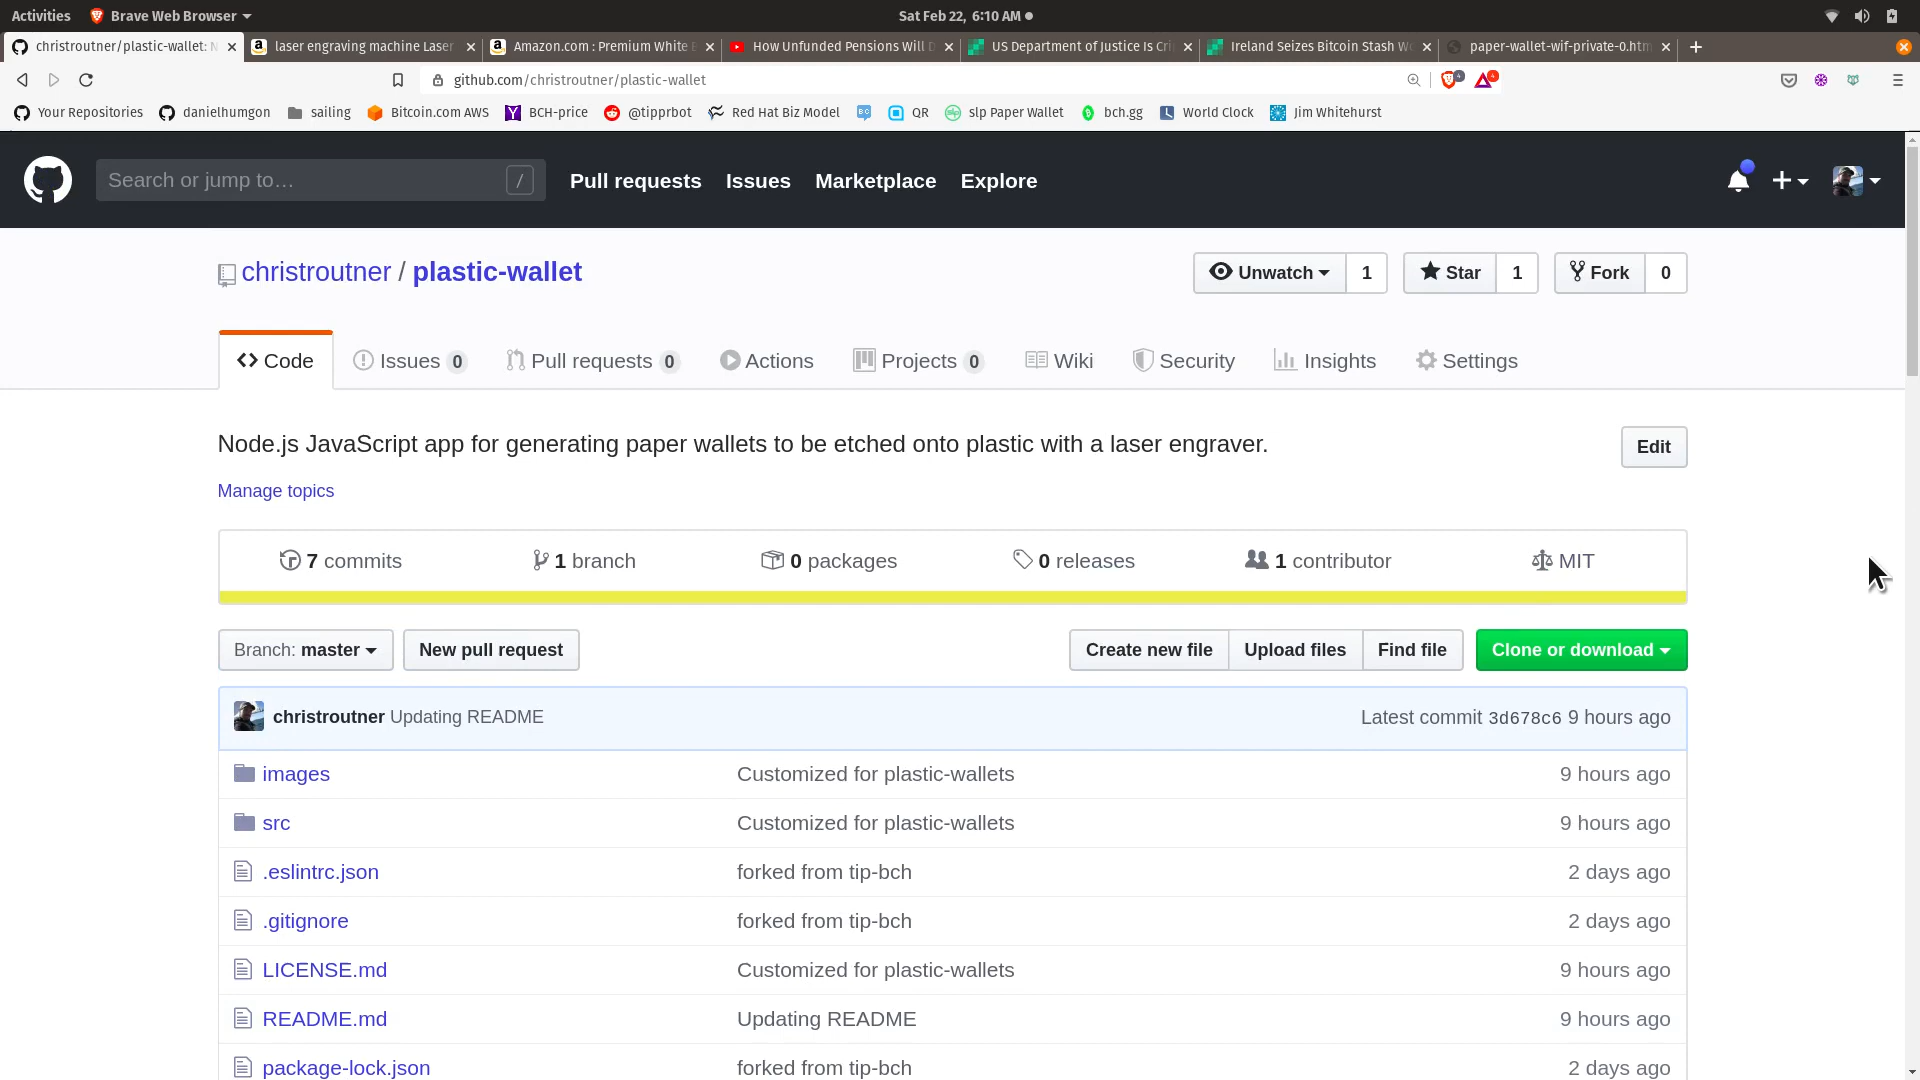 Activities Brave Web Browser Sat Feb 22, 6:10 AM
christroutner/plastic-wallet: laser engraving machine Laser Amazon.com : Premium White How Unfunded Pensions Will US Department of Justice Is Ireland Seizes Bitcoin Stash paper-wallet-wif-private-0.htm
github.com/christroutner/plastic-wallet 4 4
Your Repositories danielhumgon sailing Bitcoin.com AWS BCH-price @tipprbot Red Hat Biz Model QR slp Paper Wallet bch.gg World Clock Jim Whitehurst
Search or jump to… / Pull requests Issues Marketplace Explore
christroutner / plastic-wallet Unwatch 1 Star 1 Fork 0
Code Issues 0 Pull requests 0 Actions Projects 0 Wiki Security Insights Settings
Node.js JavaScript app for generating paper wallets to be etched onto plastic with a laser engraver. Edit
Manage topics
7 commits 1 branch 0 packages 0 releases 1 contributor MIT
Branch: master New pull request Create new file Upload files Find file Clone or download
christroutner Updating README Latest commit 3d678c6 9 hours ago
images Customized for plastic-wallets 9 hours ago
src Customized for plastic-wallets 9 hours ago
.eslintrc.json forked from tip-bch 2 days ago
.gitignore forked from tip-bch 2 days ago
LICENSE.md Customized for plastic-wallets 9 hours ago
README.md Updating README 9 hours ago
package-lock.json forked from tip-bch 2 days ago